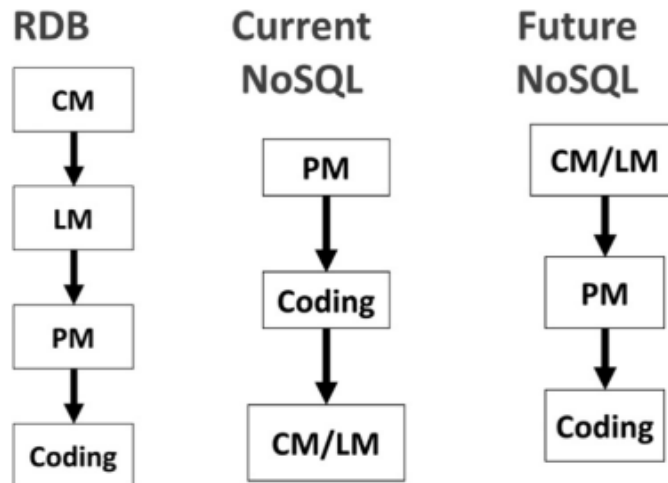 RDB
CM
LM
PM
Coding
Current
NoSQL
PM
Coding
CM/LM
Future
NoSQL
CM/LM
PM
Coding